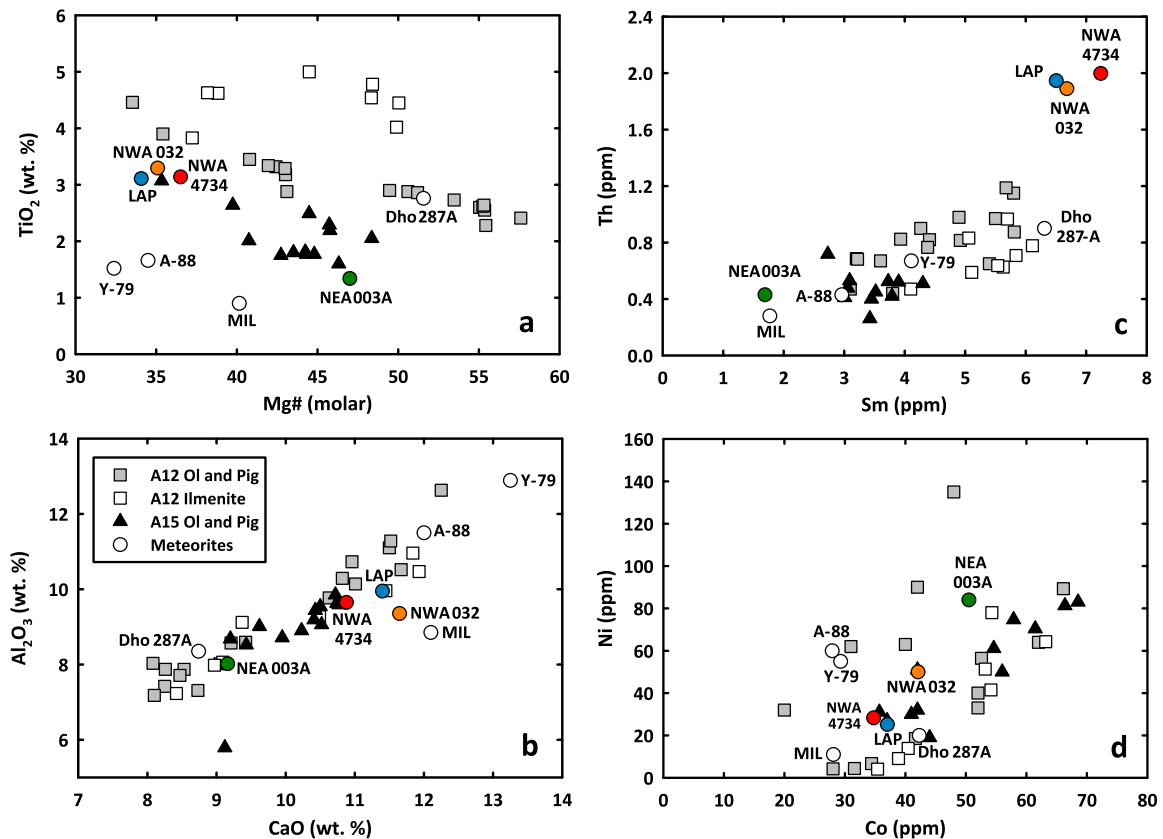 6
5
4
3
2
1
0
TiO2 (wt. %)
NWA 032
LAP
NWA
4734
Dho 287A
A-88
Y-79
MIL
NEA 003A
a
30 35 40 45 50 55 60
Mg# (molar)
2.4
2.0
1.6
1.2
0.8
0.4
0.0
Th (ppm)
NWA
4734
LAP
NWA
032
Dho
287-A
Y-79
NEA 003A
A-88
MIL
c
0 1 2 3 4 5 6 7 8
Sm (ppm)
14
12
10
8
6
Al2O3 (wt. %)
A12 Ol and Pig
A12 Ilmenite
A15 Ol and Pig
Meteorites
Y-79
A-88
LAP
NWA 032
NWA
4734
MIL
Dho 287A
NEA 003A
b
7 8 9 10 11 12 13 14
CaO (wt. %)
160
140
120
100
80
60
40
20
0
Ni (ppm)
NEA
003A
A-88
Y-79
NWA 032
NWA
4734
LAP
Dho 287A
MIL
d
0 10 20 30 40 50 60 70 80
Co (ppm)